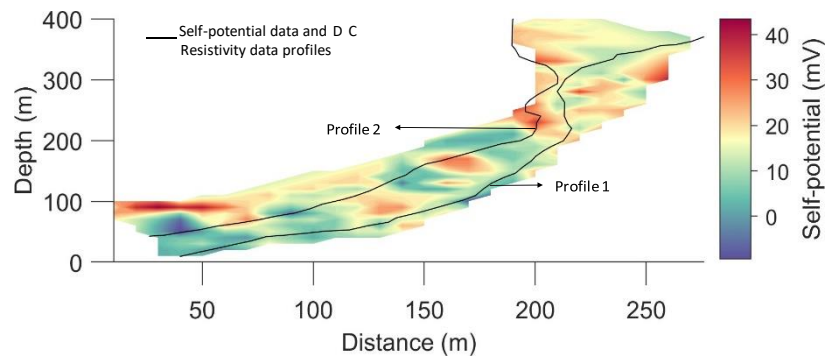 400
300
200
100
0
Depth (m)
Self-potential data and D C
Resistivity data profiles
Profile 2
Profile 1
50
100
150
200
250
Distance (m)
40
30
20
10
0
Self-potential (mV)